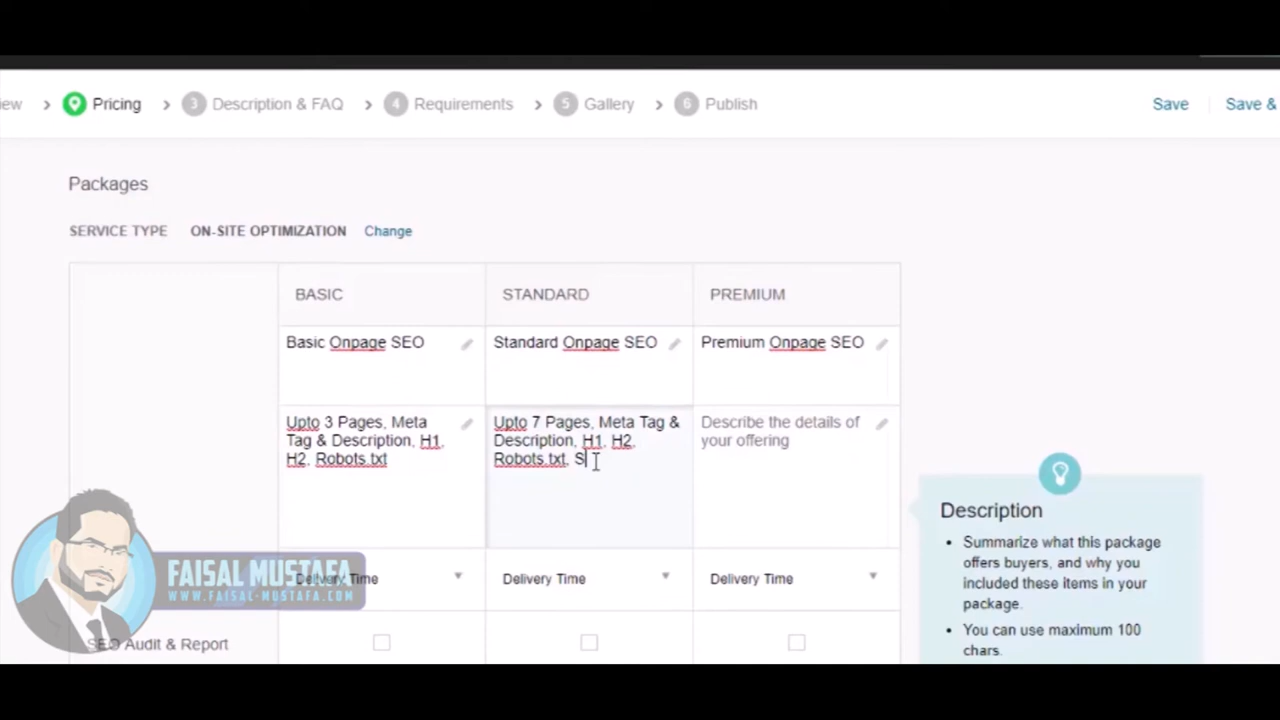 ew > Pricing > 3 Description & FAQ > 4 Requirements > 5 Gallery > 6 Publish Save Save &
Packages
SERVICE TYPE ON-SITE OPTIMIZATION Change
BASIC STANDARD PREMIUM
Basic Onpage SEO Standard Onpage SEO Premium Onpage SEO
Upto 3 Pages, Meta
Tag & Description, H1,
H2, Robots.txt
Upto 7 Pages, Meta Tag &
Description, H1, H2,
Robots.txt, S
Describe the details of
your offering
Description
• Summarize what this package
offers buyers, and why you
included these items in your
package.
• You can use maximum 100
chars.
Delivery Time Delivery Time Delivery Time
SEO Audit & Report
FAISAL MUSTAFA
WWW.FAISAL-MUSTAFA.COM